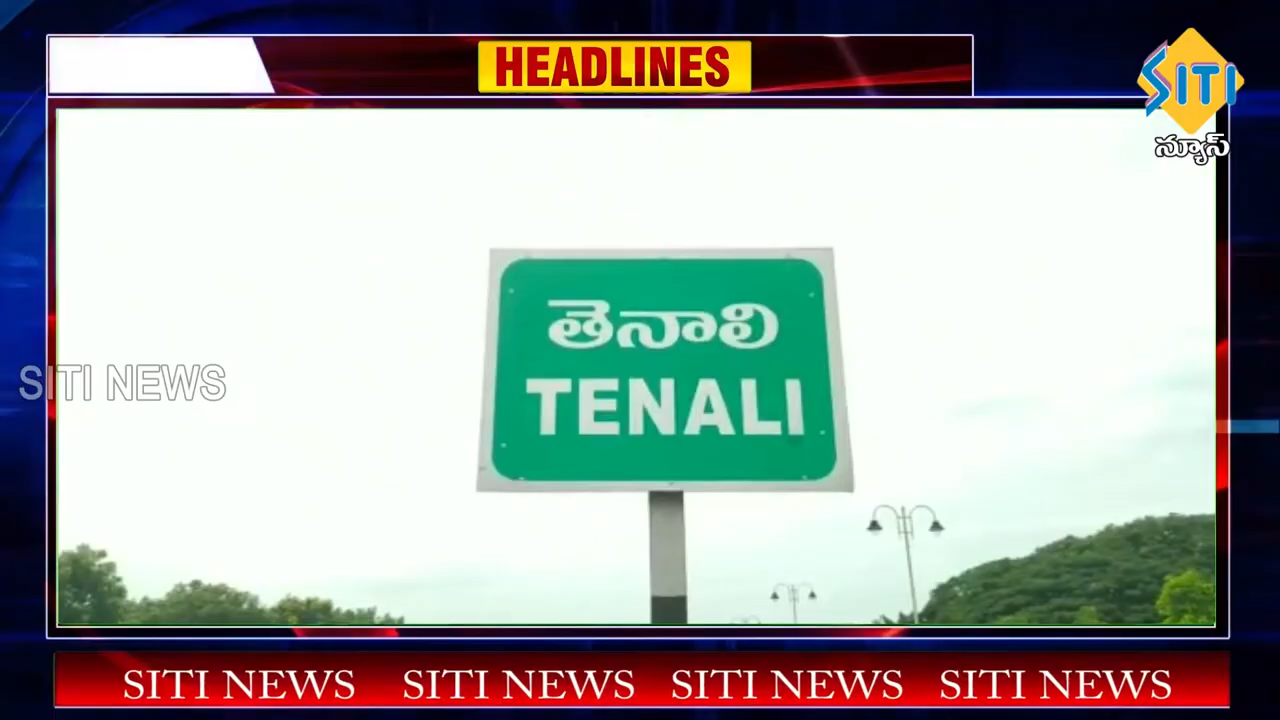 HEADLINES
SITI
న్యూస్
తెనాలి
TENALI
SITI NEWS
SITI NEWS SITI NEWS SITI NEWS SITI NEWS